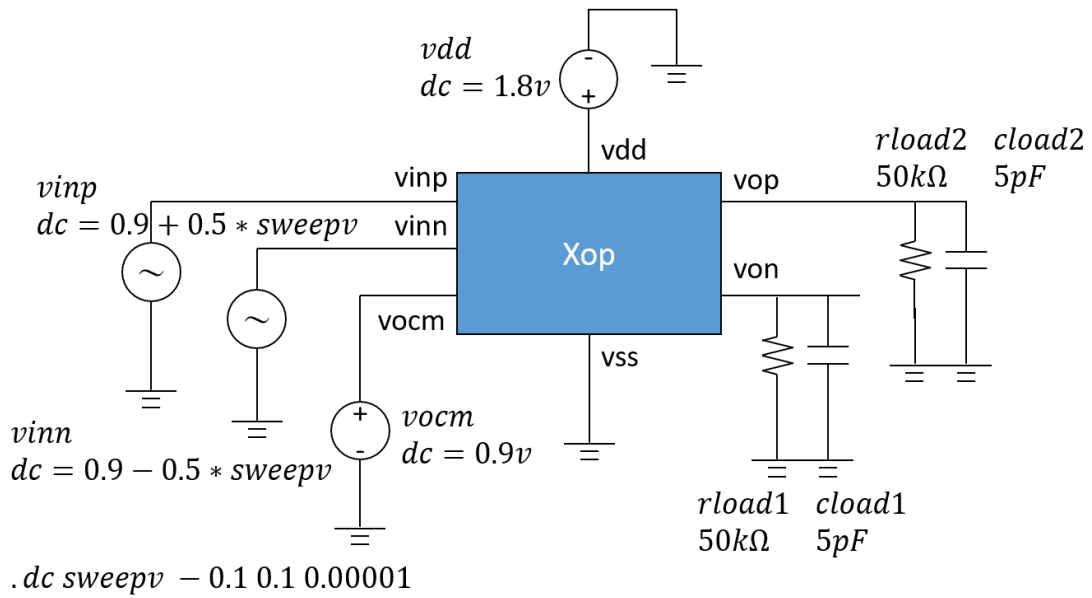 vdd
dc = 1.8v
-
+
vdd
rload2 cload2
50kΩ 5pF
vinp
dc = 0.9 + 0.5 * sweepv
vinp
vinn
vocm
Xop
vop
von
vss
~
~
+
-
vocm
dc = 0.9v
vinn
dc = 0.9 − 0.5 * sweepv
rload1 cload1
50kΩ 5pF
.dc sweepv − 0.1 0.1 0.00001